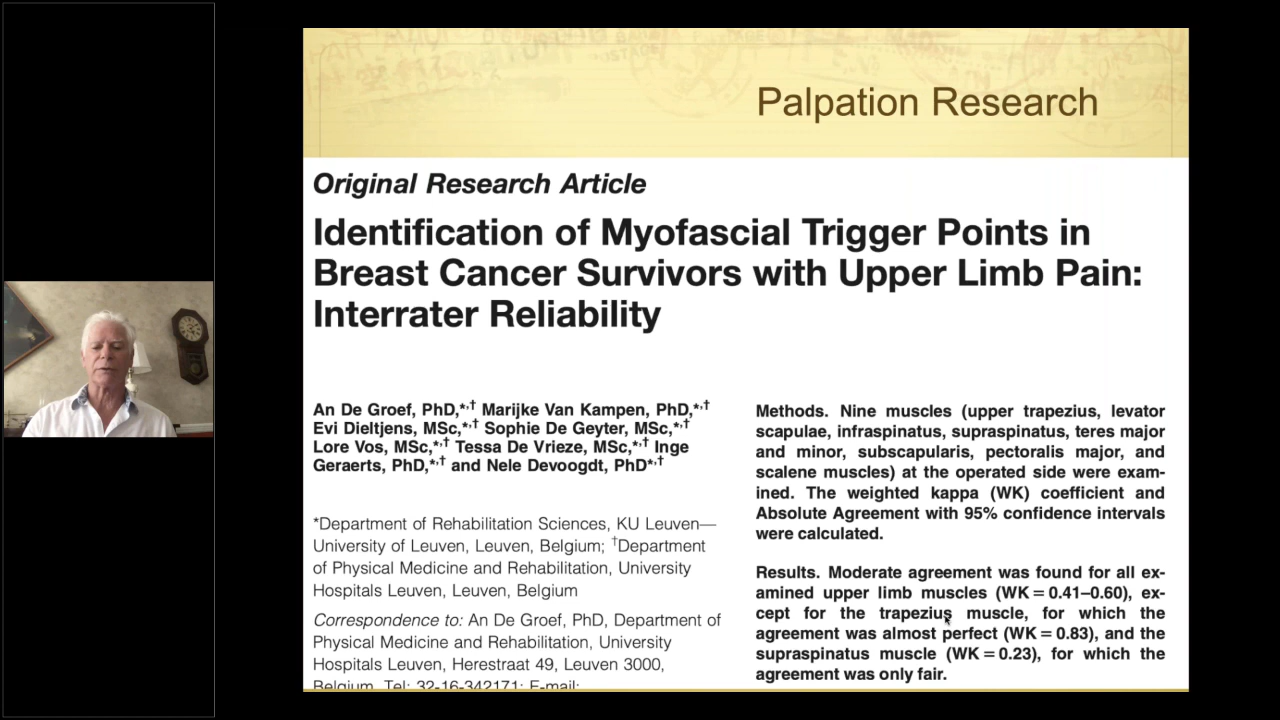 Palpation Research
Original Research Article
Identification of Myofascial Trigger Points in
Breast Cancer Survivors with Upper Limb Pain:
Interrater Reliability
An De Groef, PhD,*,† Marijke Van Kampen, PhD,*,†
Evi Dieltjens, MSc,*,† Sophie De Geyter, MSc,*,†
Lore Vos, MSc,*,† Tessa De Vrieze, MSc,*,† Inge
Geraerts, PhD,*,† and Nele Devoogdt, PhD*,†
*Department of Rehabilitation Sciences, KU Leuven—
University of Leuven, Leuven, Belgium; †Department
of Physical Medicine and Rehabilitation, University
Hospitals Leuven, Leuven, Belgium
Correspondence to: An De Groef, PhD, Department of
Physical Medicine and Rehabilitation, University
Hospitals Leuven, Herestraat 49, Leuven 3000,
Belgium. Tel: 32-16-342171; E-mail:
Methods. Nine muscles (upper trapezius, levator
scapulae, infraspinatus, supraspinatus, teres major
and minor, subscapularis, pectoralis major, and
scalene muscles) at the operated side were exam-
ined. The weighted kappa (WK) coefficient and
Absolute Agreement with 95% confidence intervals
were calculated.
Results. Moderate agreement was found for all ex-
amined upper limb muscles (WK = 0.41–0.60), ex-
cept for the trapezius muscle, for which the
agreement was almost perfect (WK = 0.83), and the
supraspinatus muscle (WK = 0.23), for which the
agreement was only fair.